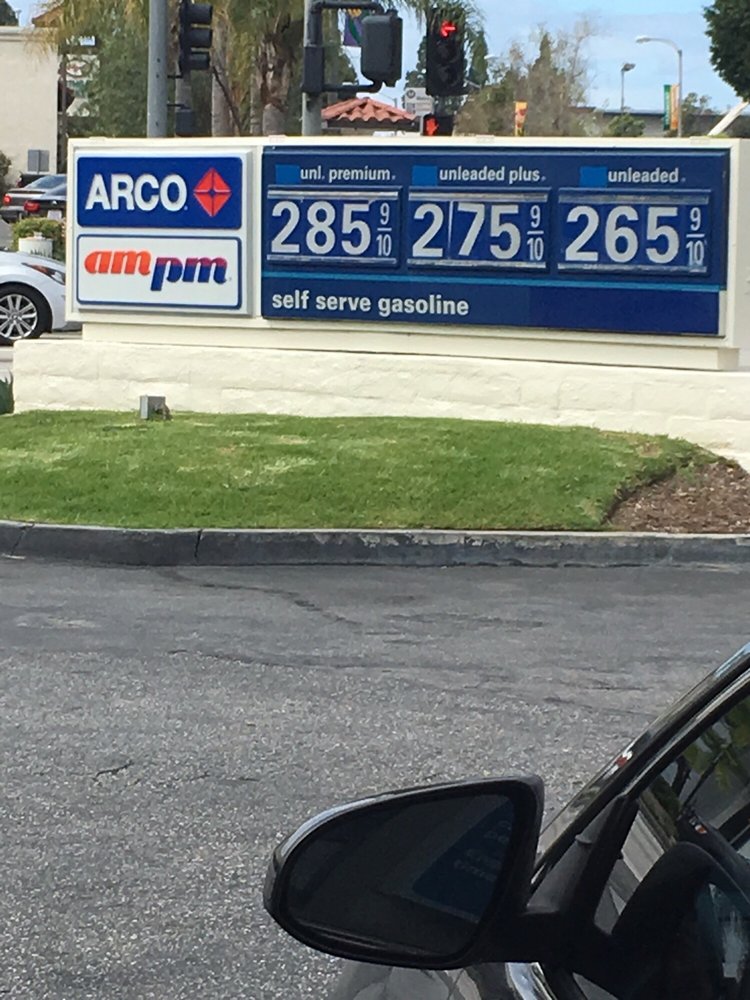 ARCO
ampm
unl. premium
unleaded plus
unleaded
285 9/10
275 9/10
265 9/10
self serve gasoline